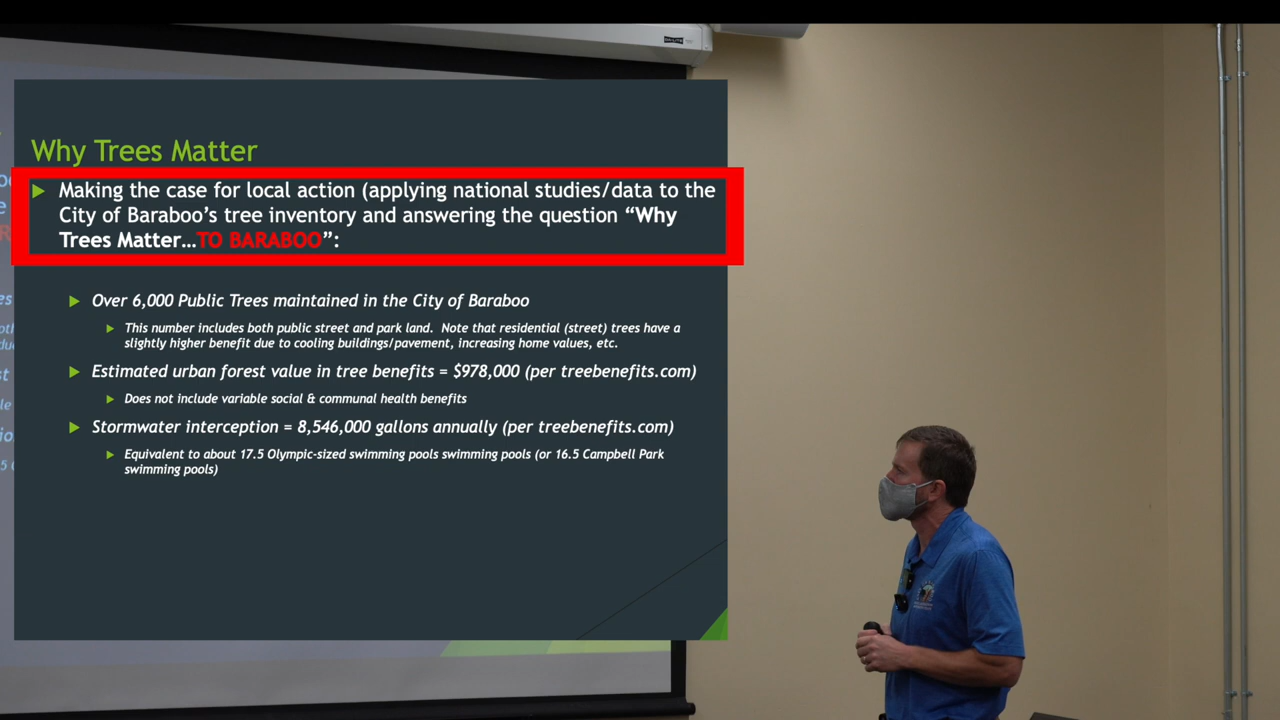 Why Trees Matter
Making the case for local action (applying national studies/data to the
City of Baraboo's tree inventory and answering the question “Why
Trees Matter…TO BARABOO”:
Over 6,000 Public Trees maintained in the City of Baraboo
This number includes both public street and park land. Note that residential (street) trees have a
slightly higher benefit due to cooling buildings/pavement, increasing home values, etc.
Estimated urban forest value in tree benefits = $978,000 (per treebenefits.com)
Does not include variable social & communal health benefits
Stormwater interception = 8,546,000 gallons annually (per treebenefits.com)
Equivalent to about 17.5 Olympic-sized swimming pools swimming pools (or 16.5 Campbell Park
swimming pools)